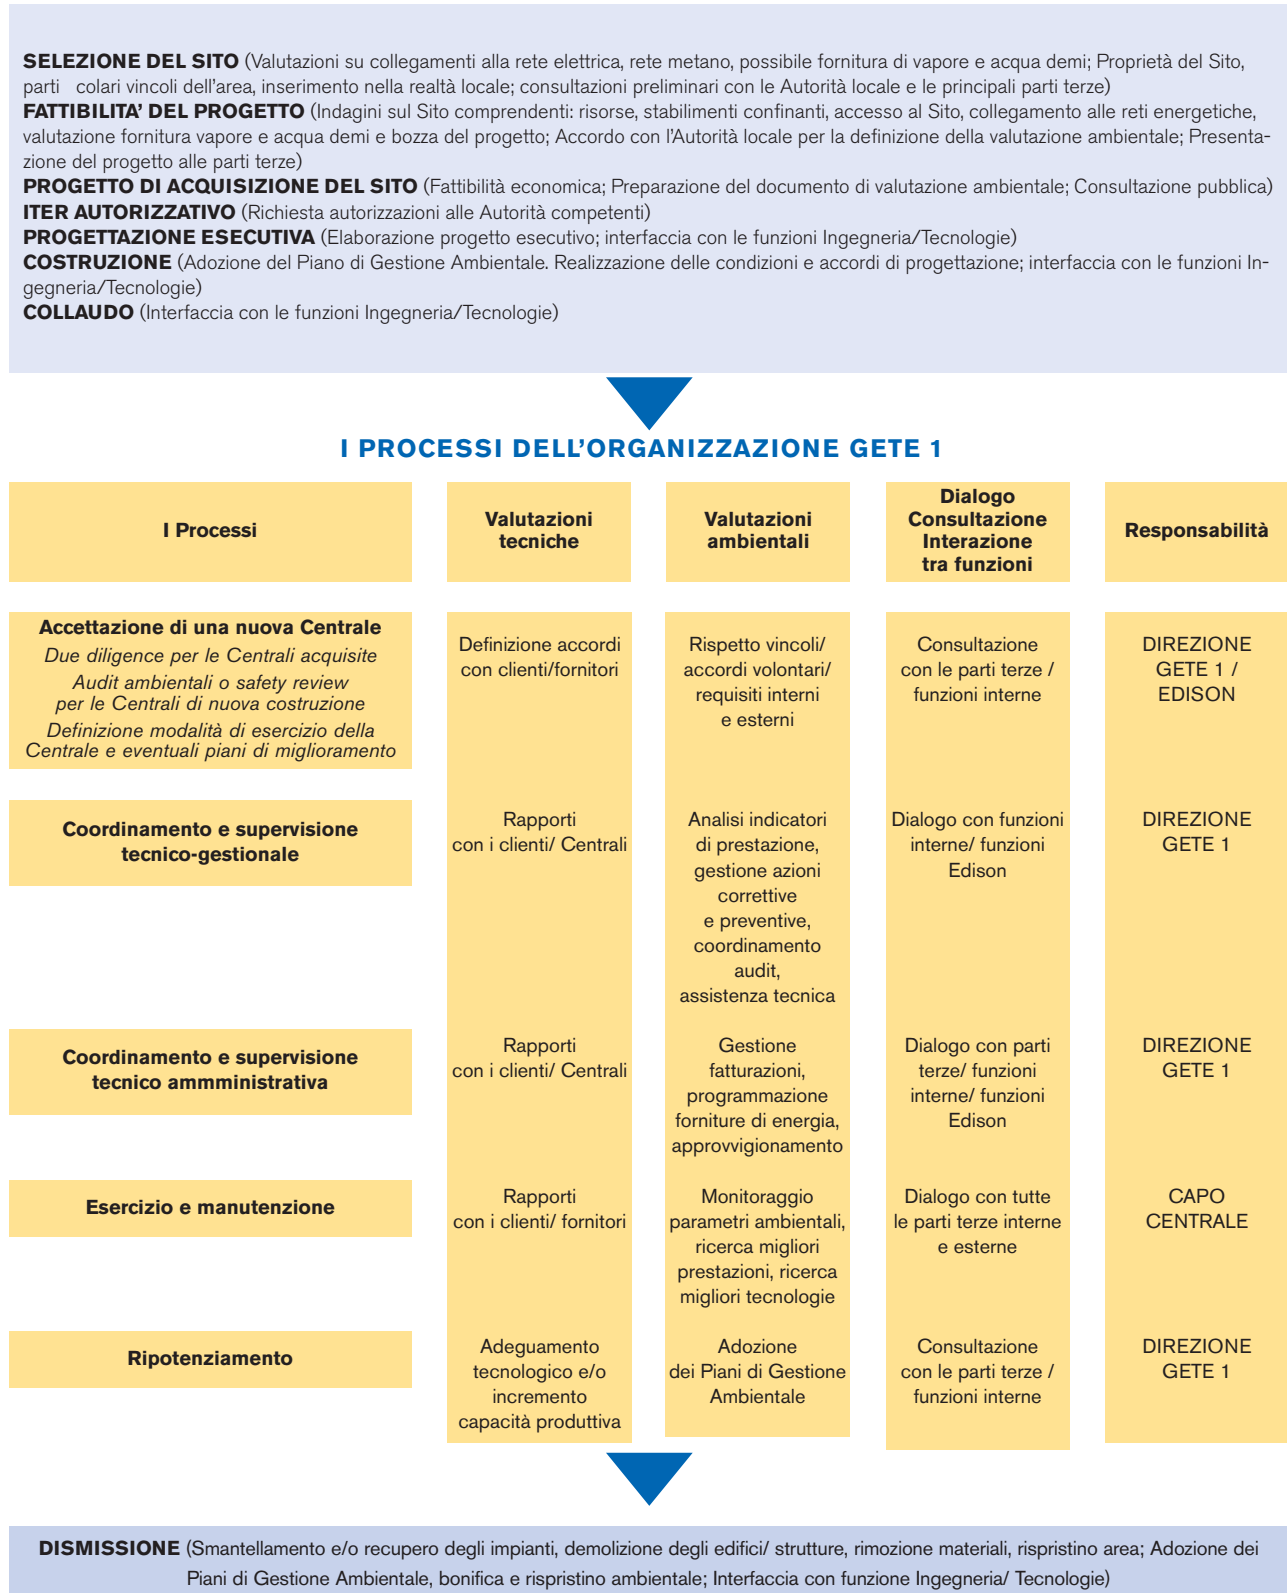 SELEZIONE DEL SITO (Valutazioni su collegamenti alla rete elettrica, rete metano, possibile fornitura di vapore e acqua demi; Proprietà del Sito,
parti colari vincoli dell'area, inserimento nella realtà locale; consultazioni preliminari con le Autorità locale e le principali parti terze)
FATTIBILITA' DEL PROGETTO (Indagini sul Sito comprendenti: risorse, stabilimenti confinanti, accesso al Sito, collegamento alle reti energetiche,
valutazione fornitura vapore e acqua demi e bozza del progetto; Accordo con l'Autorità locale per la definizione della valutazione ambientale; Presenta-
zione del progetto alle parti terze)
PROGETTO DI ACQUISIZIONE DEL SITO (Fattibilità economica; Preparazione del documento di valutazione ambientale; Consultazione pubblica)
ITER AUTORIZZATIVO (Richiesta autorizzazioni alle Autorità competenti)
PROGETTAZIONE ESECUTIVA (Elaborazione progetto esecutivo; interfaccia con le funzioni Ingegneria/Tecnologie)
COSTRUZIONE (Adozione del Piano di Gestione Ambientale. Realizzazione delle condizioni e accordi di progettazione; interfaccia con le funzioni In-
gegneria/Tecnologie)
COLLAUDO (Interfaccia con le funzioni Ingegneria/Tecnologie)
I PROCESSI DELL'ORGANIZZAZIONE GETE 1
I Processi
Valutazioni
tecniche
Valutazioni
ambientali
Dialogo
Consultazione
Interazione
tra funzioni
Responsabilità
Accettazione di una nuova Centrale
Due diligence per le Centrali acquisite
Audit ambientali o safety review
per le Centrali di nuova costruzione
Definizione modalità di esercizio della
Centrale e eventuali piani di miglioramento
Definizione accordi
con clienti/fornitori
Rispetto vincoli/
accordi volontari/
requisiti interni
e esterni
Consultazione
con le parti terze /
funzioni interne
DIREZIONE
GETE 1 /
EDISON
Coordinamento e supervisione
tecnico-gestionale
Rapporti
con i clienti/ Centrali
Analisi indicatori
di prestazione,
gestione azioni
correttive
e preventive,
coordinamento
audit,
assistenza tecnica
Dialogo con funzioni
interne/ funzioni
Edison
DIREZIONE
GETE 1
Coordinamento e supervisione
tecnico ammministrativa
Rapporti
con i clienti/ Centrali
Gestione
fatturazioni,
programmazione
forniture di energia,
approvvigionamento
Dialogo con parti
terze/ funzioni
interne/ funzioni
Edison
DIREZIONE
GETE 1
Esercizio e manutenzione
Rapporti
con i clienti/ fornitori
Monitoraggio
parametri ambientali,
ricerca migliori
prestazioni, ricerca
migliori tecnologie
Dialogo con tutte
le parti terze interne
e esterne
CAPO
CENTRALE
Ripotenziamento
Adeguamento
tecnologico e/o
incremento
capacità produttiva
Adozione
dei Piani di Gestione
Ambientale
Consultazione
con le parti terze /
funzioni interne
DIREZIONE
GETE 1
DISMISSIONE (Smantellamento e/o recupero degli impianti, demolizione degli edifici/ strutture, rimozione materiali, rispristino area; Adozione dei
Piani di Gestione Ambientale, bonifica e rispristino ambientale; Interfaccia con funzione Ingegneria/ Tecnologie)